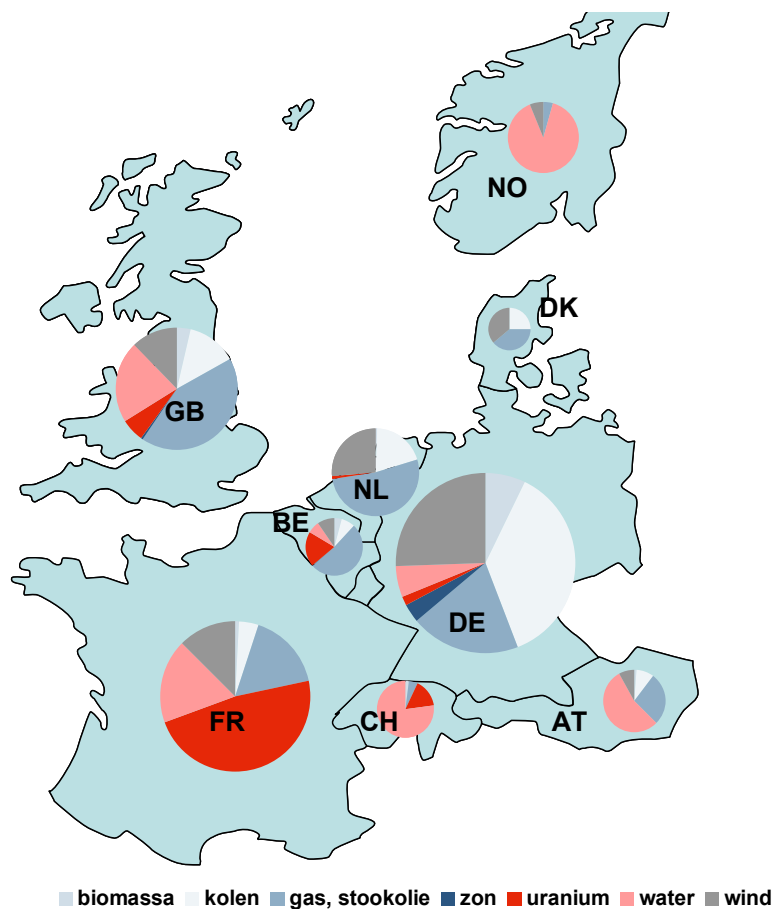 NO
DK
GB
NL
BE
DE
FR
CH
AT
biomassa kolen gas, stookolie zon uranium water wind